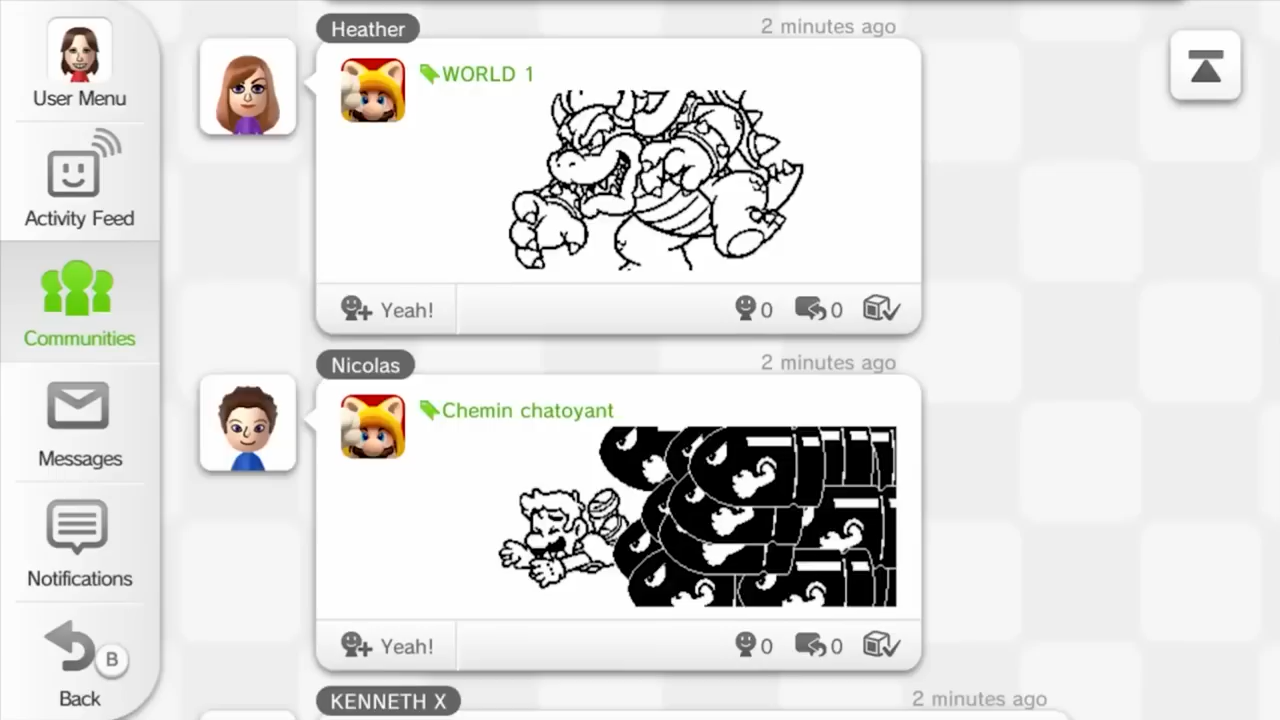 User Menu
Activity Feed
Communities
Messages
Notifications
B
Back
Heather
2 minutes ago
WORLD 1
Yeah!
0
0
Nicolas
2 minutes ago
Chemin chatoyant
Yeah!
0
0
KENNETH X
2 minutes ago